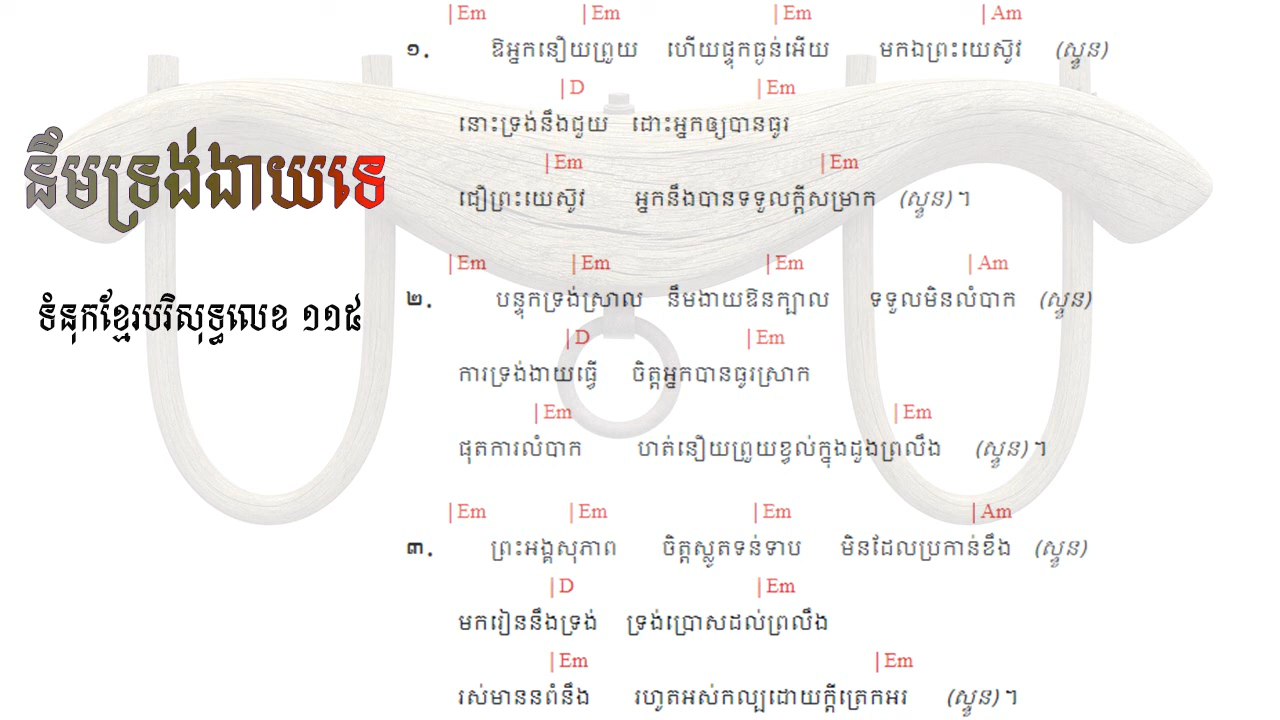 នឹមទ្រង់ងាយទេ
ទំនុកខ្មែរបរិសុទ្ធលេខ ១១៥
|Em |Em |Em |Am
១. ឱអ្នកនឿយព្រួយ ហើយផ្ទុកធ្ងន់អើយ មកឯព្រះយេស៊ូវ (ស្ទួន)
|D |Em
នោះទ្រង់នឹងជួយ ដោះអ្នកឲ្យបានធូរ
|Em |Em
ជឿព្រះយេស៊ូវ អ្នកនឹងបានទទួលក្ដីសម្រាក (ស្ទួន)។
|Em |Em |Em |Am
២. បន្ទុកទ្រង់ស្រាល នឹមងាយឱនក្បាល ទទួលមិនលំបាក (ស្ទួន)
|D |Em
ការទ្រង់ងាយធ្វើ ចិត្តអ្នកបានធូរស្រាក
|Em |Em
ផុតការលំបាក ហត់នឿយព្រួយខ្វល់ក្នុងដួងព្រលឹង (ស្ទួន)។
|Em |Em |Em |Am
៣. ព្រះអង្គសុភាព ចិត្តស្លូតទន់ទាប មិនដែលប្រកាន់ខឹង (ស្ទួន)
|D |Em
មករៀននឹងទ្រង់ ទ្រង់ប្រោសដល់ព្រលឹង
|Em |Em
រស់មាននពំនឹង រហូតអស់កល្បដោយក្ដីត្រេកអរ (ស្ទួន)។